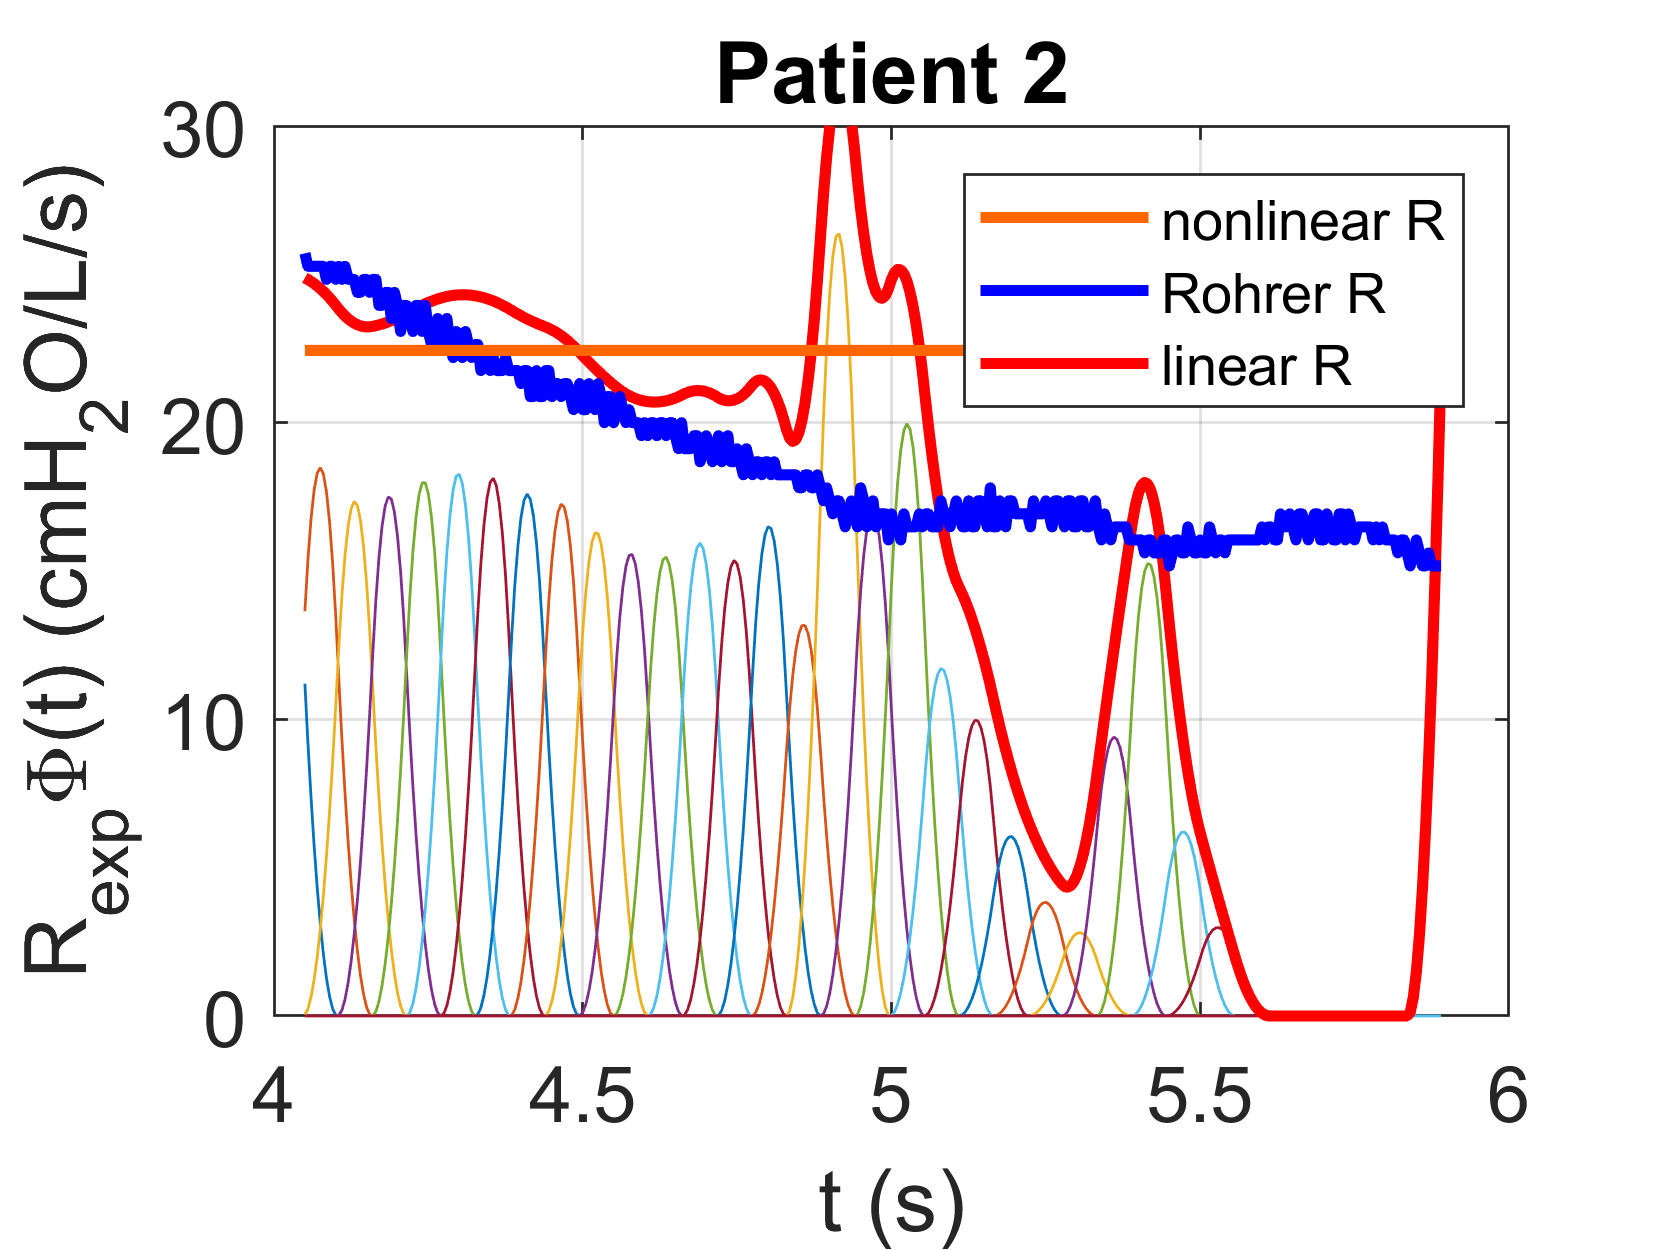 Patient 2
R_exp Φ(t) (cmH_2O/L/s)
30
20
10
0
nonlinear R
Rohrer R
linear R
4 4.5 5 5.5 6
t (s)